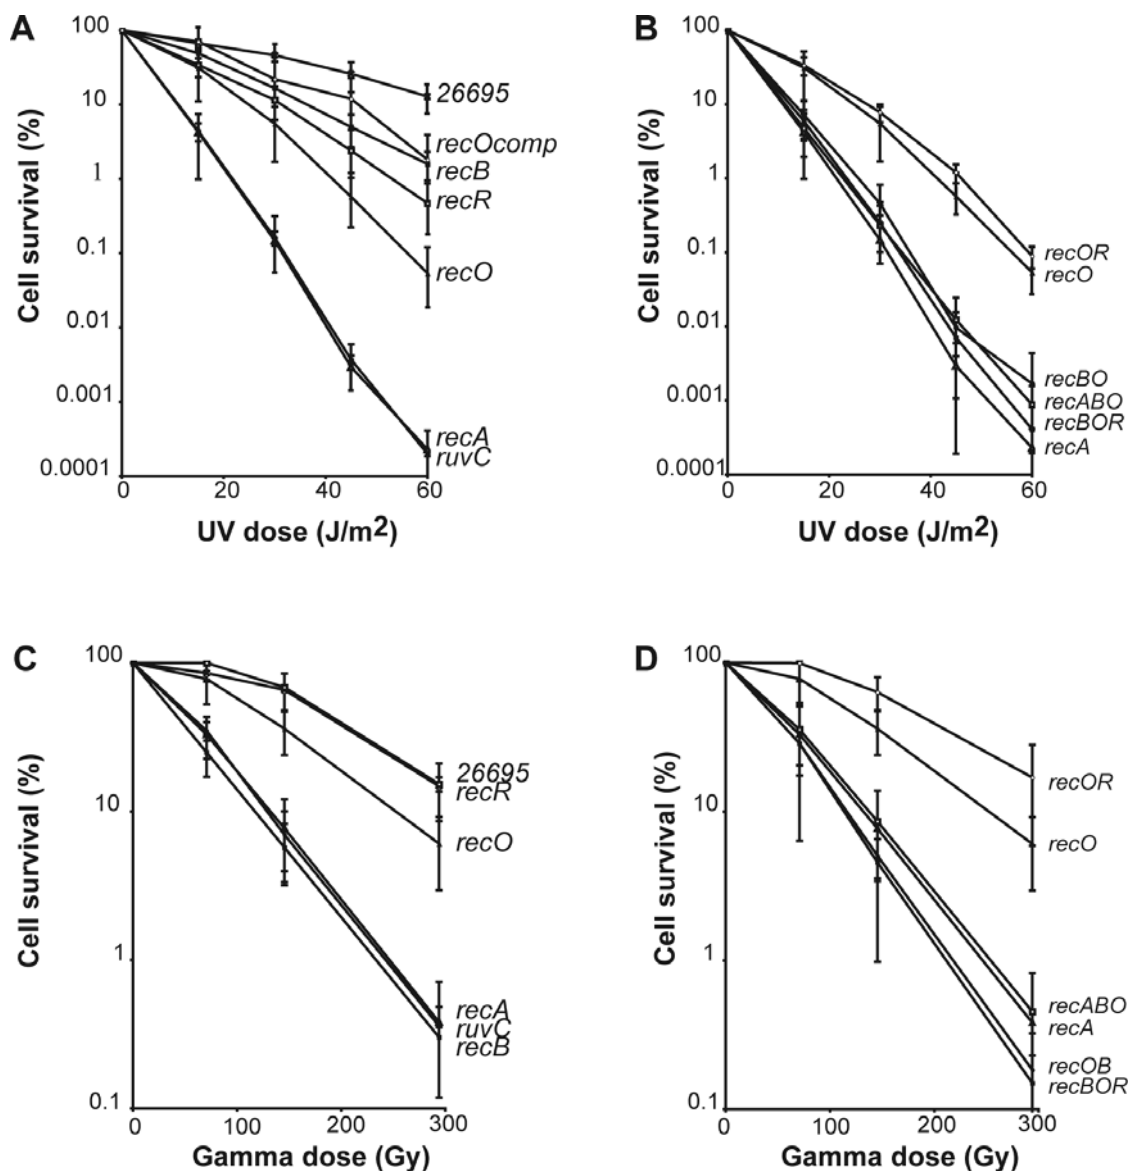 A
Cell survival (%)
100
10
1
0.1
0.01
0.001
0.0001
0 20 40 60
UV dose (J/m2)
26695
recOcomp
recB
recR
recO
recA
ruvC
B
Cell survival (%)
100
10
1
0.1
0.01
0.001
0.0001
0 20 40 60
UV dose (J/m2)
recOR
recO
recBO
recABO
recBOR
recA
C
Cell survival (%)
100
10
1
0.1
0 100 200 300
Gamma dose (Gy)
26695
recR
recO
recA
ruvC
recB
D
Cell survival (%)
100
10
1
0.1
0 100 200 300
Gamma dose (Gy)
recOR
recO
recABO
recA
recOB
recBOR